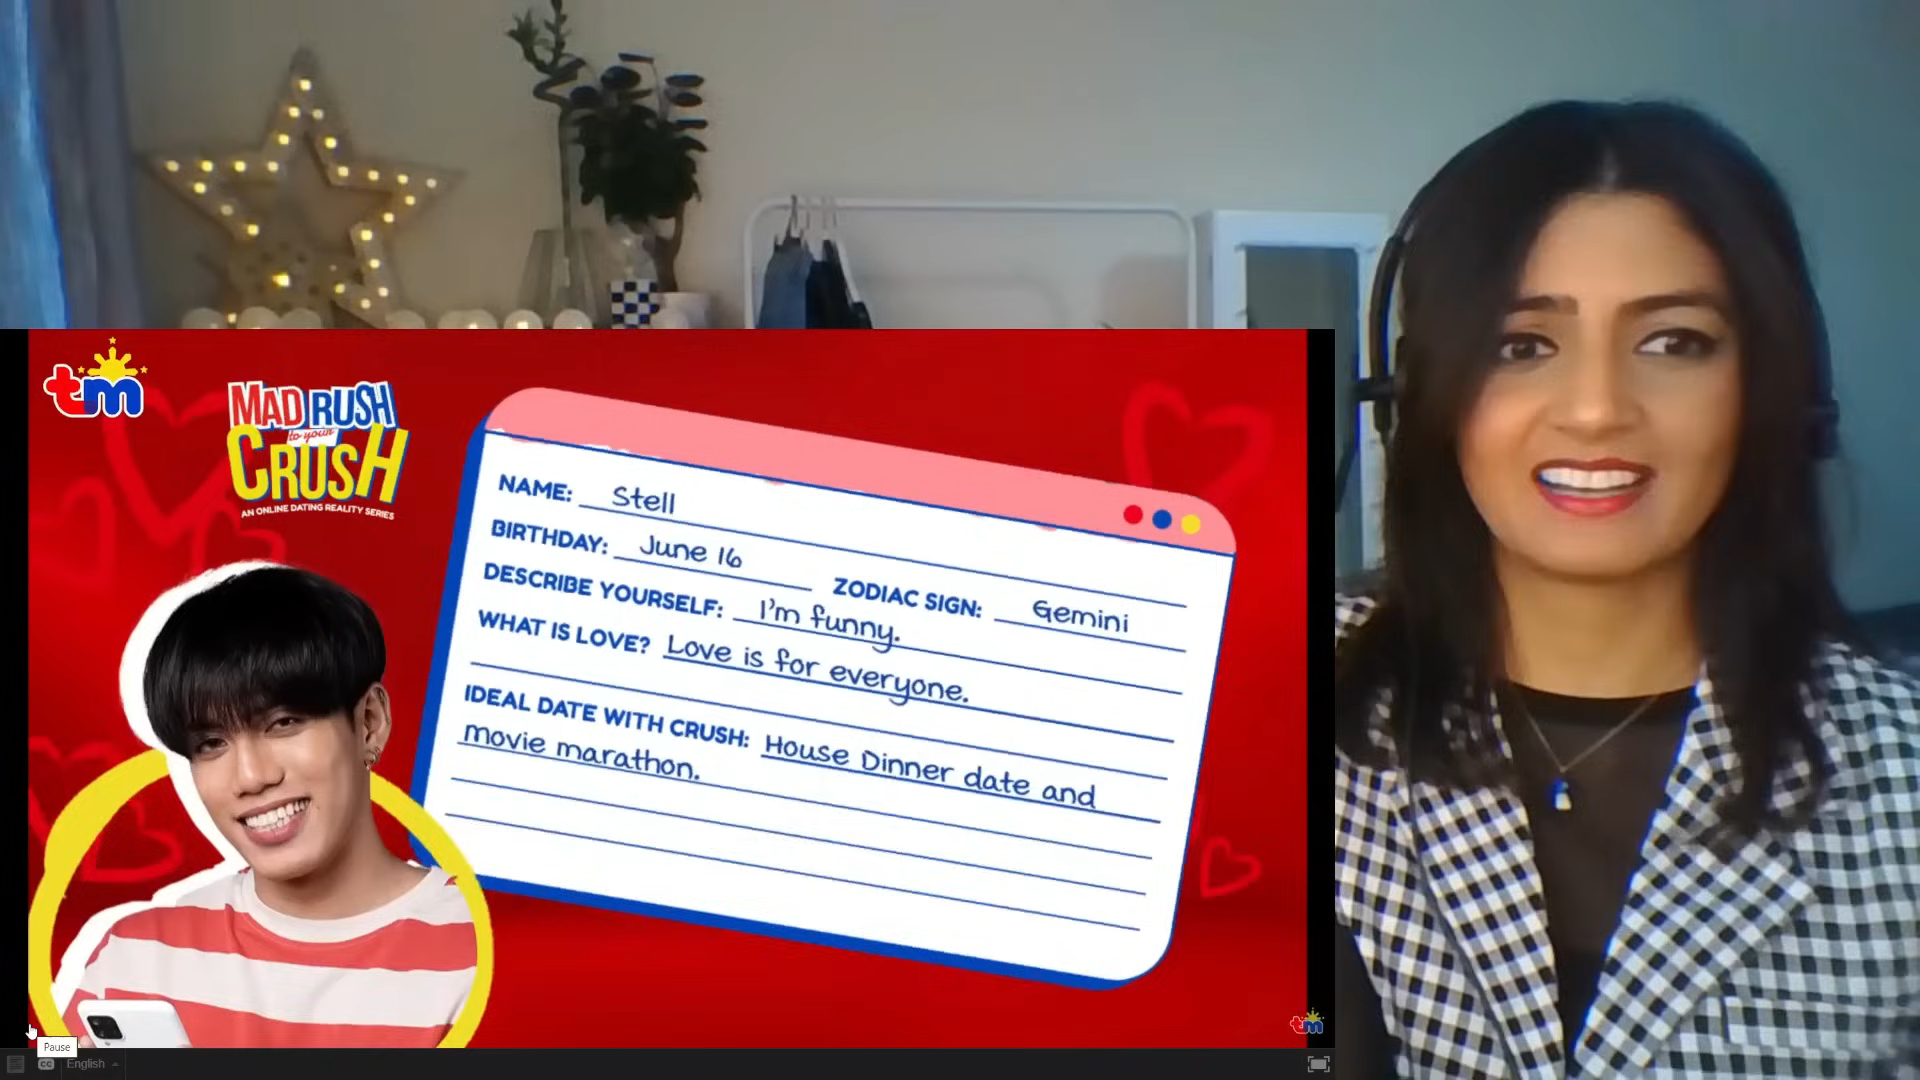 tm
MAD RUSH
to your
CRUSH
AN ONLINE DATING REALITY SERIES
NAME: Stell
BIRTHDAY: June 16 ZODIAC SIGN: Gemini
DESCRIBE YOURSELF: I'm funny.
WHAT IS LOVE? Love is for everyone.
IDEAL DATE WITH CRUSH: House Dinner date and
movie marathon.
tm
Pause
CC English